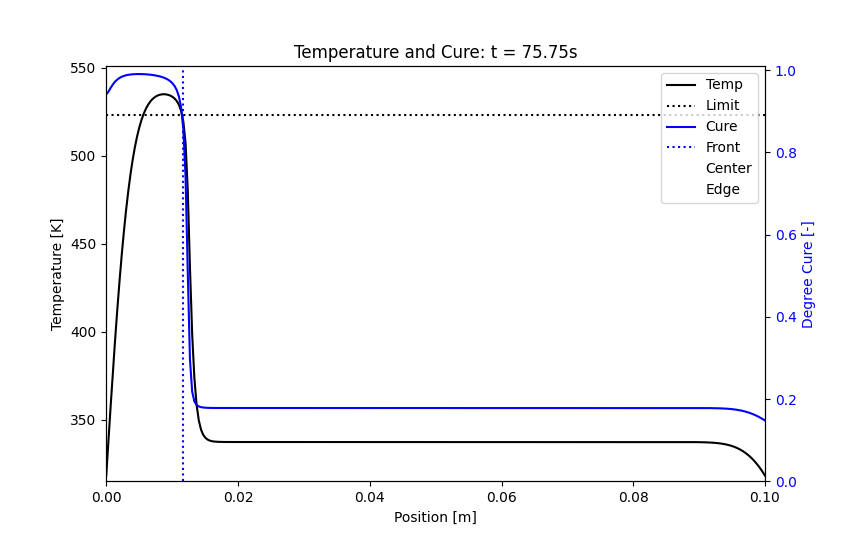 Temperature and Cure: t = 75.75s
550
500
450
400
350
Temperature [K]
1.0
0.8
0.6
0.4
0.2
0.0
Degree Cure [-]
Temp
Limit
Cure
Front
Center
Edge
0.00 0.02 0.04 0.06 0.08 0.10
Position [m]